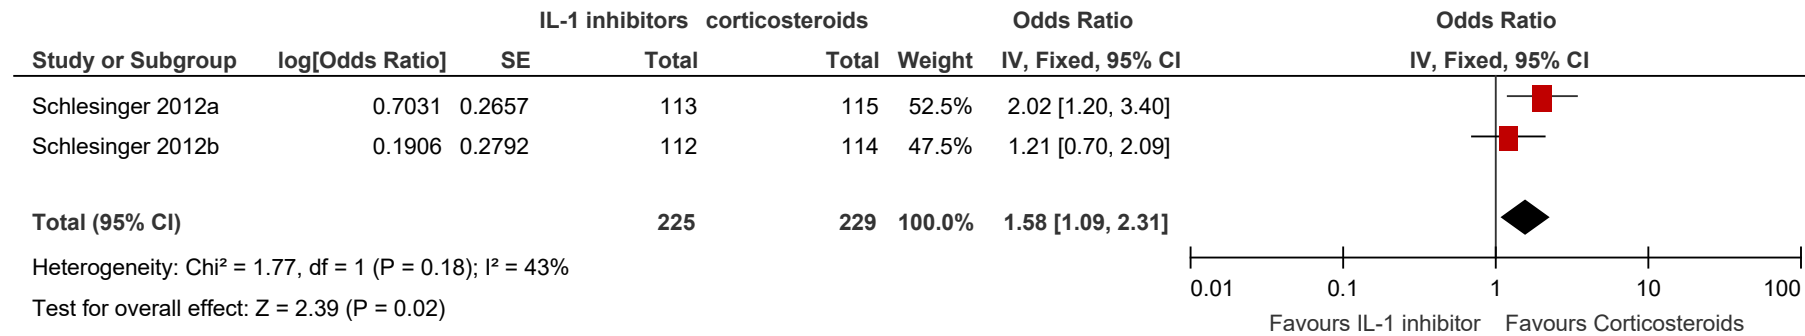 IL-1 inhibitors corticosteroids Odds Ratio Odds Ratio
Study or Subgroup log[Odds Ratio] SE Total Total Weight IV, Fixed, 95% CI IV, Fixed, 95% CI
Schlesinger 2012a 0.7031 0.2657 113 115 52.5% 2.02 [1.20, 3.40]
Schlesinger 2012b 0.1906 0.2792 112 114 47.5% 1.21 [0.70, 2.09]
Total (95% CI) 225 229 100.0% 1.58 [1.09, 2.31]
Heterogeneity: Chi² = 1.77, df = 1 (P = 0.18); I² = 43%
Test for overall effect: Z = 2.39 (P = 0.02)
0.01 0.1 1 10 100
Favours IL-1 inhibitor Favours Corticosteroids